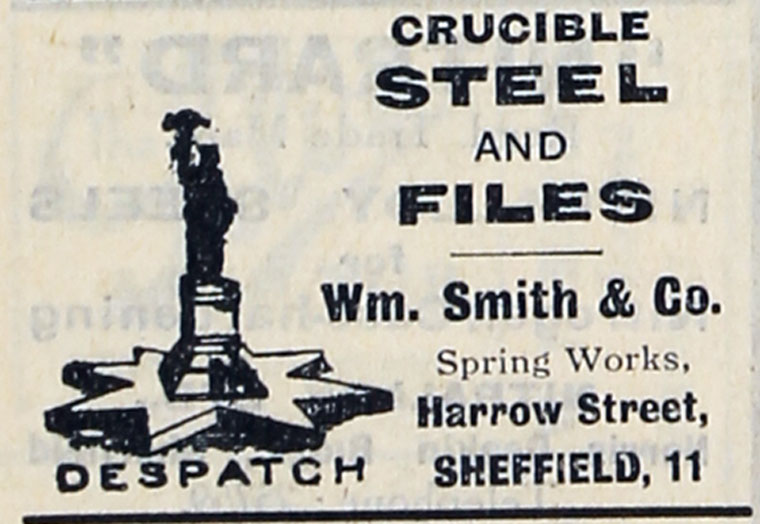 CRUCIBLE
STEEL
AND
FILES
Wm. Smith & Co.
Spring Works,
Harrow Street,
SHEFFIELD, 11
DESPATCH